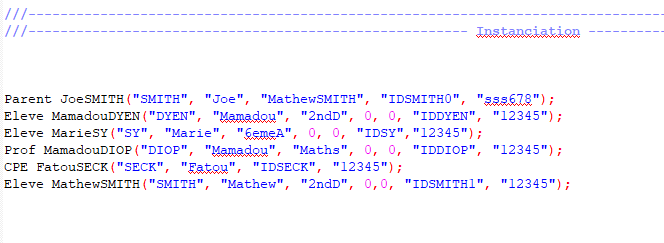 ///------------------------------------------------------------------------------------
///--------------------------------------------------------- Instanciation ----------
Parent JoeSMITH("SMITH", "Joe", "MathewSMITH", "IDSMITH0", "sss678");
Eleve MamadouDYEN("DYEN", "Mamadou", "2ndD", 0, 0, "IDDYEN", "12345");
Eleve MarieSY("SY", "Marie", "6emeA", 0, 0, "IDSY","12345");
Prof MamadouDIOP("DIOP", "Mamadou", "Maths", 0, 0, "IDDIOP", "12345");
CPE FatouSECK("SECK", "Fatou", "IDSECK", "12345");
Eleve MathewSMITH("SMITH", "Mathew", "2ndD", 0,0, "IDSMITH1", "12345");